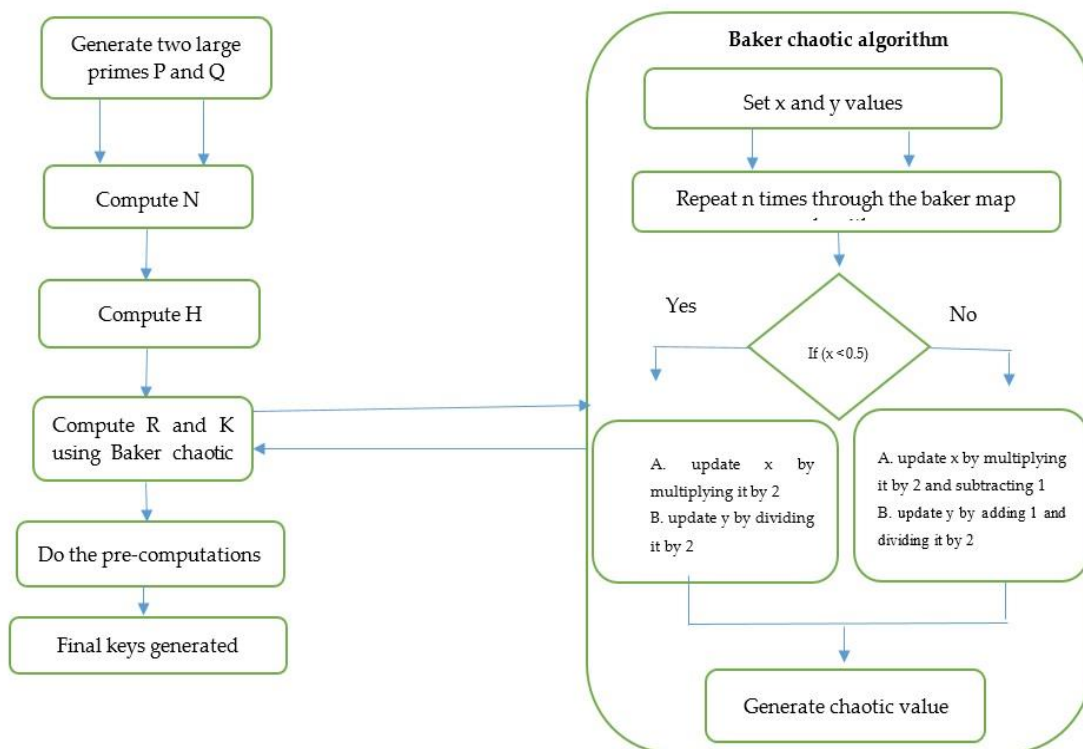 Generate two large
primes P and Q
Compute N
Compute H
Compute R and K
using Baker chaotic
Do the pre-computations
Final keys generated
Baker chaotic algorithm
Set x and y values
Repeat n times through the baker map
If (x <0.5)
Yes
No
A. update x by
multiplying it by 2
B. update y by dividing
it by 2
A. update x by multiplying
it by 2 and subtracting 1
B. update y by adding 1 and
dividing it by 2
Generate chaotic value